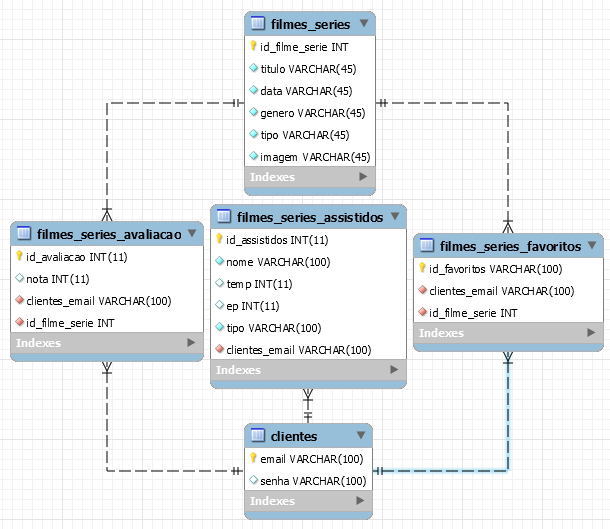 filmes_series
id_filme_serie INT
titulo VARCHAR(45)
data VARCHAR(45)
genero VARCHAR(45)
tipo VARCHAR(45)
imagem VARCHAR(45)
Indexes
filmes_series_avaliacao
id_avaliacao INT(11)
nota INT(11)
clientes_email VARCHAR(100)
id_filme_serie INT
Indexes
filmes_series_assistidos
id_assistidos INT(11)
nome VARCHAR(100)
temp INT(11)
ep INT(11)
tipo VARCHAR(100)
clientes_email VARCHAR(100)
Indexes
filmes_series_favoritos
id_favoritos VARCHAR(100)
clientes_email VARCHAR(100)
id_filme_serie INT
Indexes
clientes
email VARCHAR(100)
senha VARCHAR(100)
Indexes